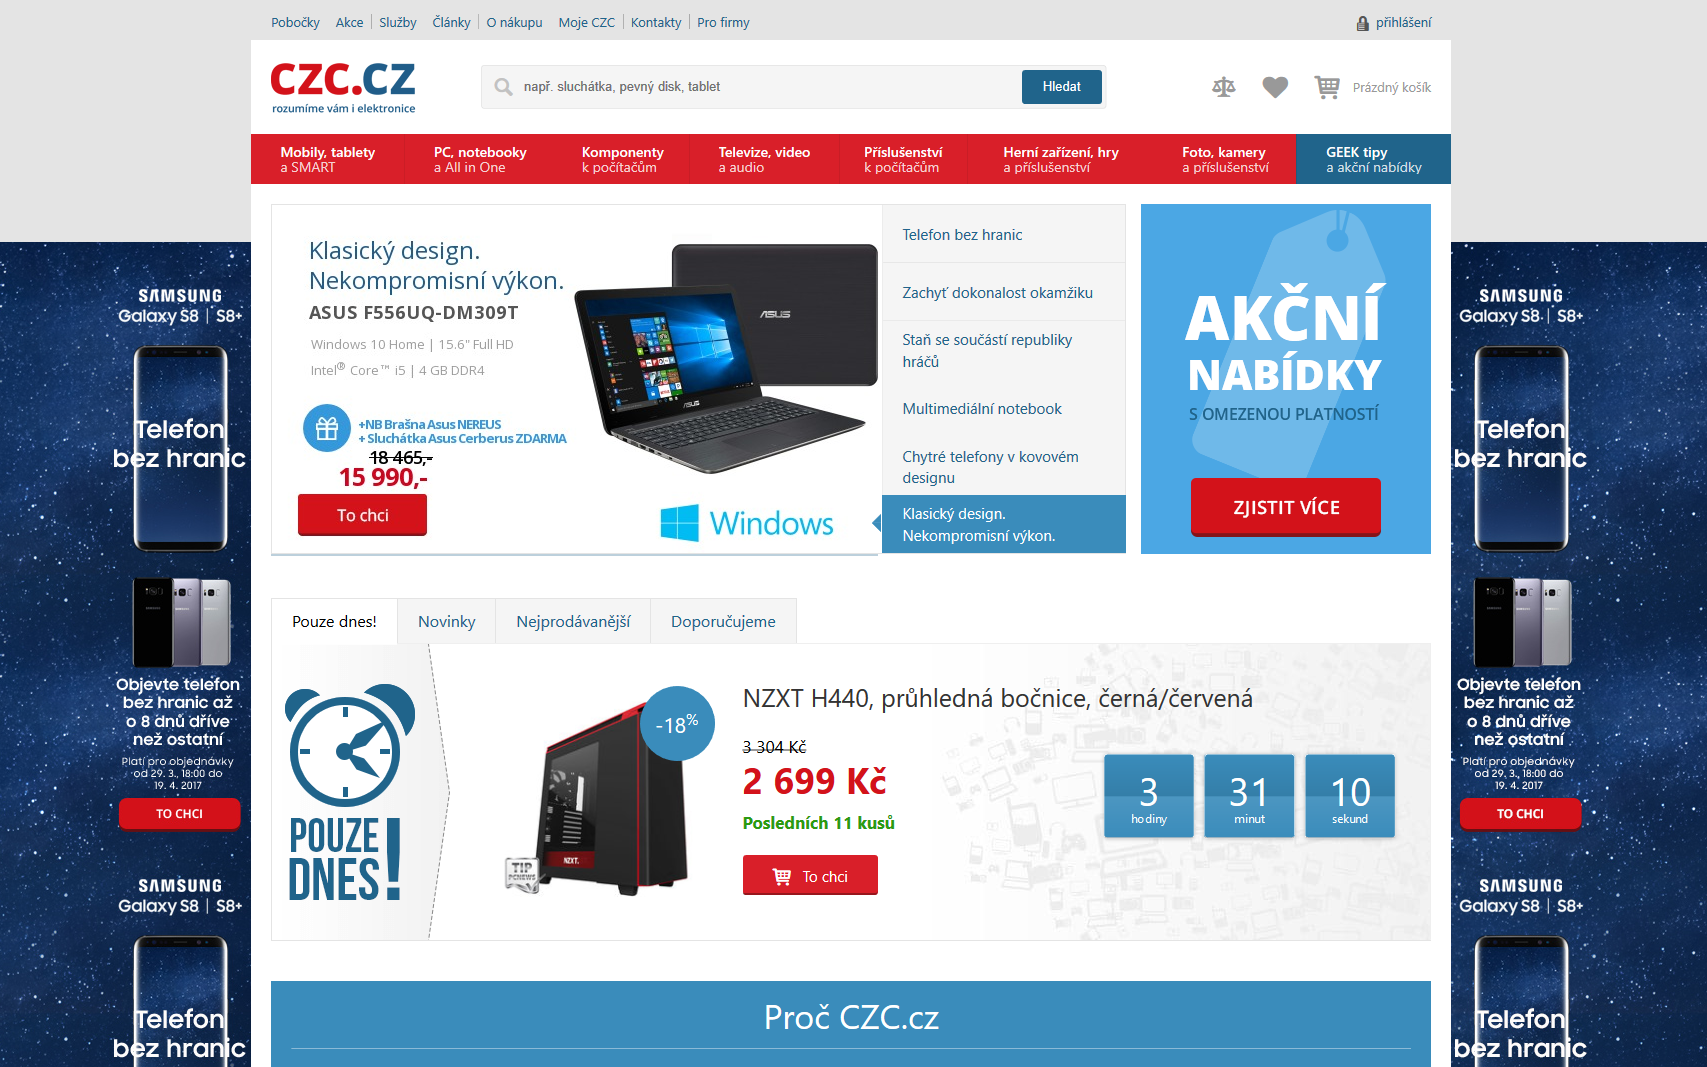 Pobočky Akce Služby Články O nákupu Moje CZC Kontakty Pro firmy přihlášení
CZC.CZ
rozumíme vám i elektronice
např. sluchátka, pevný disk, tablet Hledat Prázdný košík
Mobily, tablety
a SMART
PC, notebooky
a All in One
Komponenty
k počítačům
Televize, video
a audio
Příslušenství
k počítačům
Herní zařízení, hry
a příslušenství
Foto, kamery
a příslušenství
GEEK tipy
a akční nabídky
Klasický design.
Nekompromisní výkon.
ASUS F556UQ-DM309T
Windows 10 Home | 15.6" Full HD
Intel® Core™ i5 | 4 GB DDR4
+NB Brašna Asus NEREUS
+ Sluchátka Asus Cerberus ZDARMA
18 465,-
15 990,-
To chci
ASUS
ASUS
Windows
Telefon bez hranic
Zachyť dokonalost okamžiku
Staň se součástí republiky
hráčů
Multimediální notebook
Chytré telefony v kovovém
designu
Klasický design.
Nekompromisní výkon.
AKČNÍ
NABÍDKY
S OMEZENOU PLATNOSTÍ
ZJISTIT VÍCE
Pouze dnes! Novinky Nejprodávanější Doporučujeme
POUZE
DNES!
TIP
PCNEWS
NZXT.
-18%
NZXT H440, průhledná bočnice, černá/červená
3 304 Kč
2 699 Kč
Posledních 11 kusů
To chci
3
hodiny
31
minut
10
sekund
Proč CZC.cz
SAMSUNG
Galaxy S8 | S8+
Telefon
bez hranic
Objevte telefon
bez hranic až
o 8 dnů dříve
než ostatní
Platí pro objednávky
od 29. 3., 18:00 do
19. 4. 2017
TO CHCI
SAMSUNG
Galaxy S8 | S8+
Telefon
bez hranic
SAMSUNG
Galaxy S8 | S8+
Telefon
bez hranic
Objevte telefon
bez hranic až
o 8 dnů dříve
než ostatní
Platí pro objednávky
od 29. 3., 18:00 do
19. 4. 2017
TO CHCI
SAMSUNG
Galaxy S8 | S8+
Telefon
bez hranic